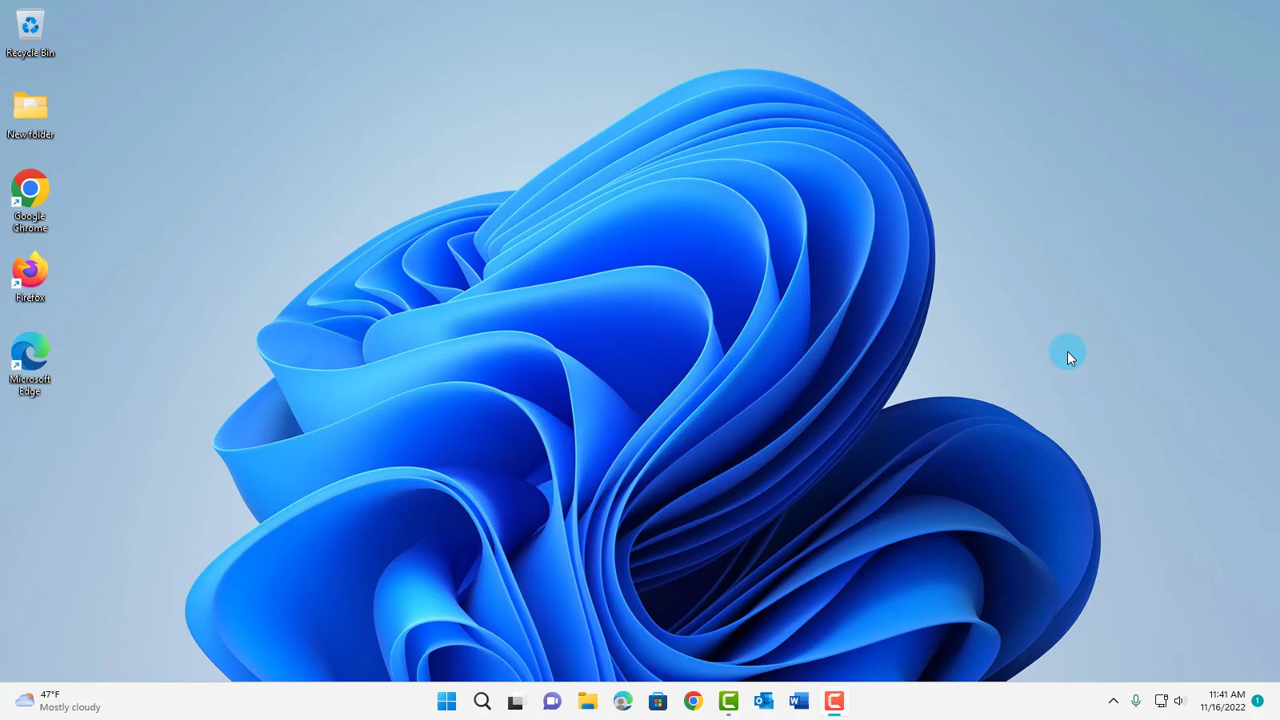 Recycle Bin
New folder
Google
Chrome
Firefox
Microsoft
Edge
47°F
Mostly cloudy
11:41 AM
11/16/2022
1